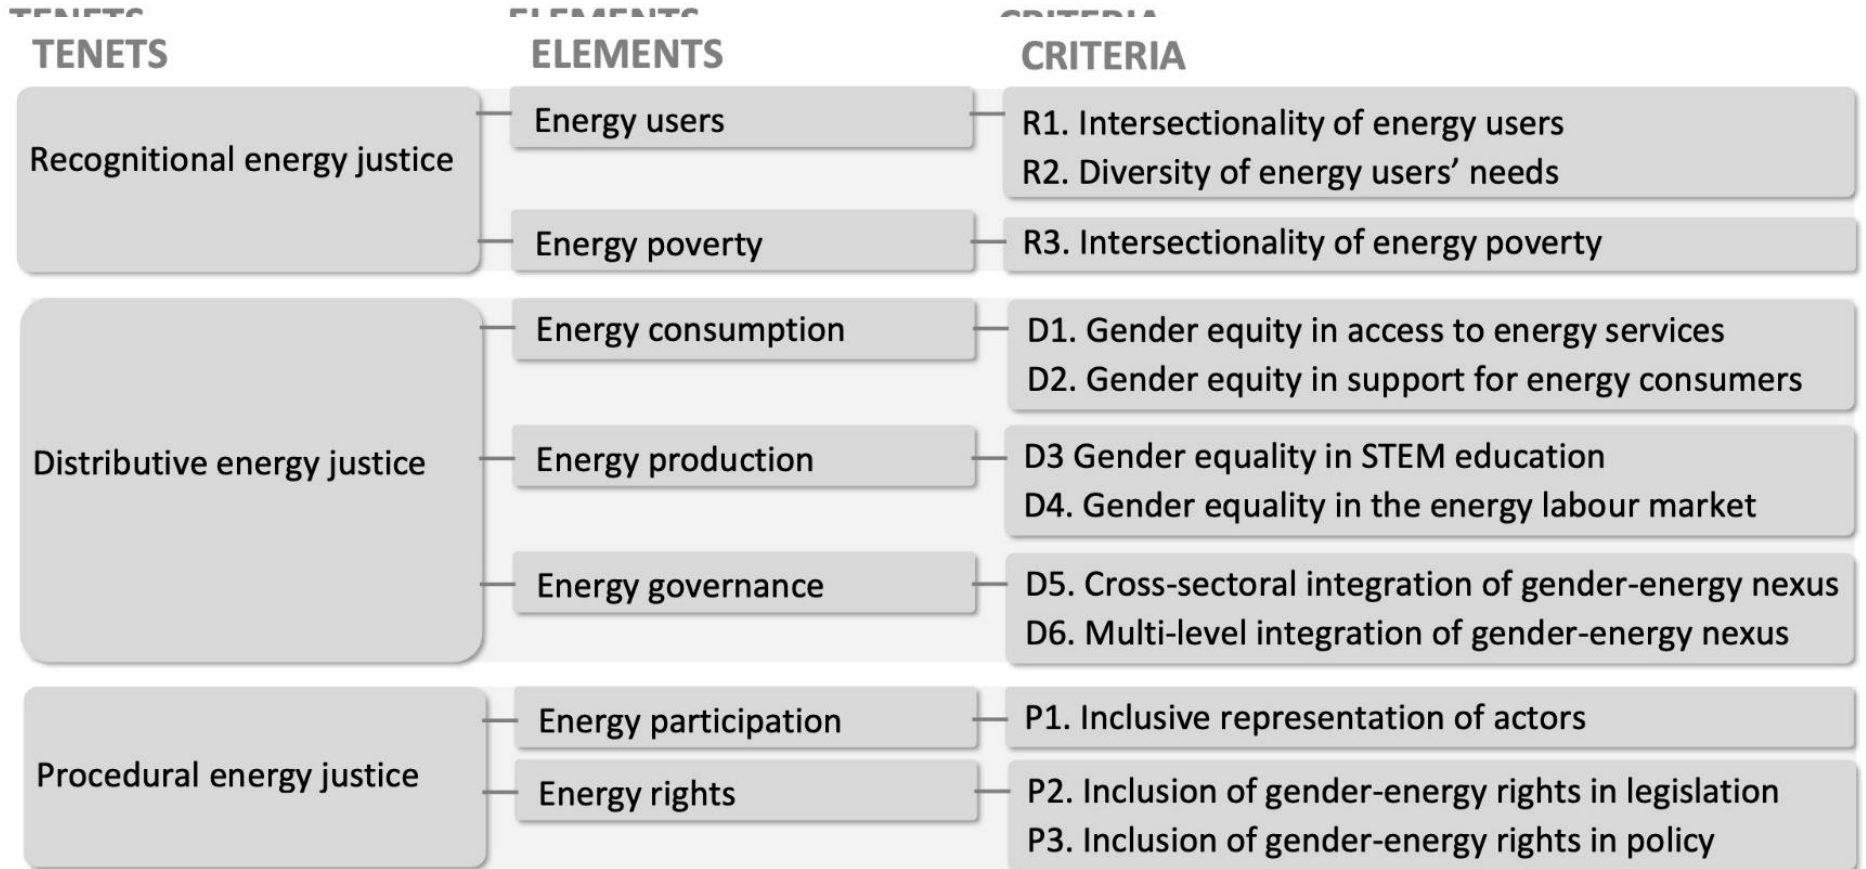 TENETS ELEMENTS CRITERIA
TENETS ELEMENTS CRITERIA
Recognitional energy justice
Energy users
R1. Intersectionality of energy users
R2. Diversity of energy users’ needs
Energy poverty
R3. Intersectionality of energy poverty
Distributive energy justice
Energy consumption
D1. Gender equity in access to energy services
D2. Gender equity in support for energy consumers
Energy production
D3 Gender equality in STEM education
D4. Gender equality in the energy labour market
Energy governance
D5. Cross-sectoral integration of gender-energy nexus
D6. Multi-level integration of gender-energy nexus
Procedural energy justice
Energy participation
P1. Inclusive representation of actors
Energy rights
P2. Inclusion of gender-energy rights in legislation
P3. Inclusion of gender-energy rights in policy